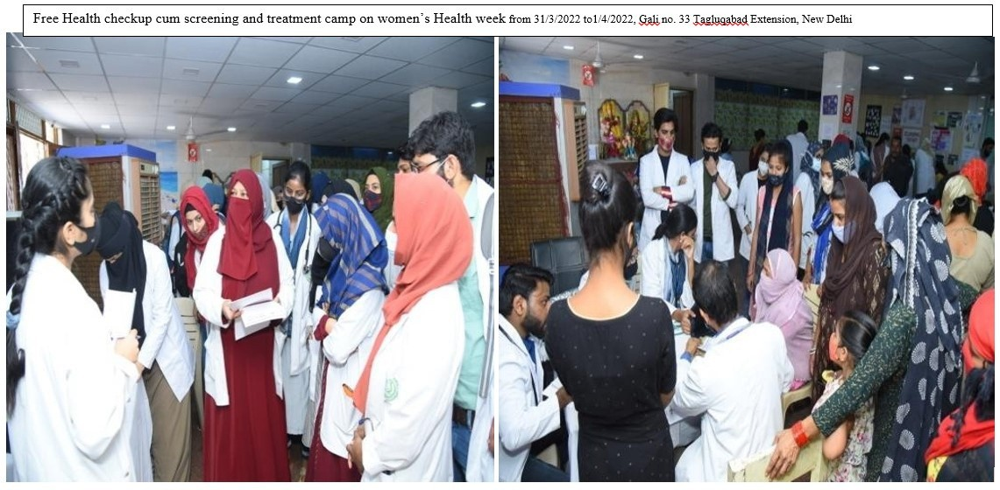 Free Health checkup cum screening and treatment camp on women’s Health week from 31/3/2022 to1/4/2022, Gali no. 33 Tagluqabad Extension, New Delhi